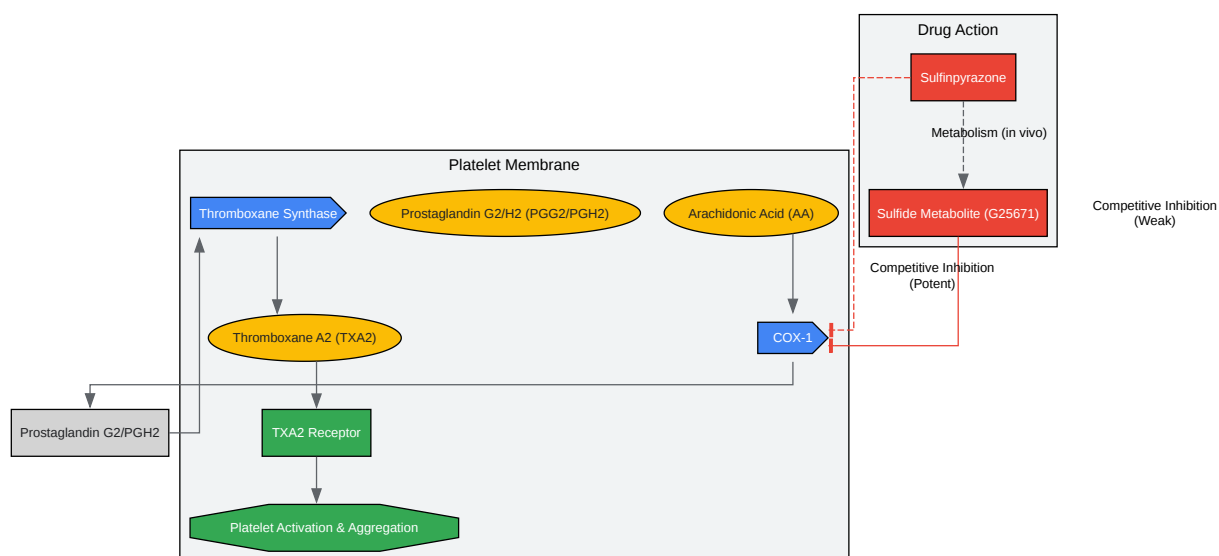 Drug Action
Sulfinpyrazone
Metabolism (in vivo)
Platelet Membrane
Thromboxane Synthase
Prostaglandin G2/H2 (PGG2/PGH2)
Arachidonic Acid (AA)
Sulfide Metabolite (G25671)
Competitive Inhibition
(Weak)
Competitive Inhibition
(Potent)
Thromboxane A2 (TXA2)
COX-1
Prostaglandin G2/PGH2
TXA2 Receptor
Platelet Activation & Aggregation